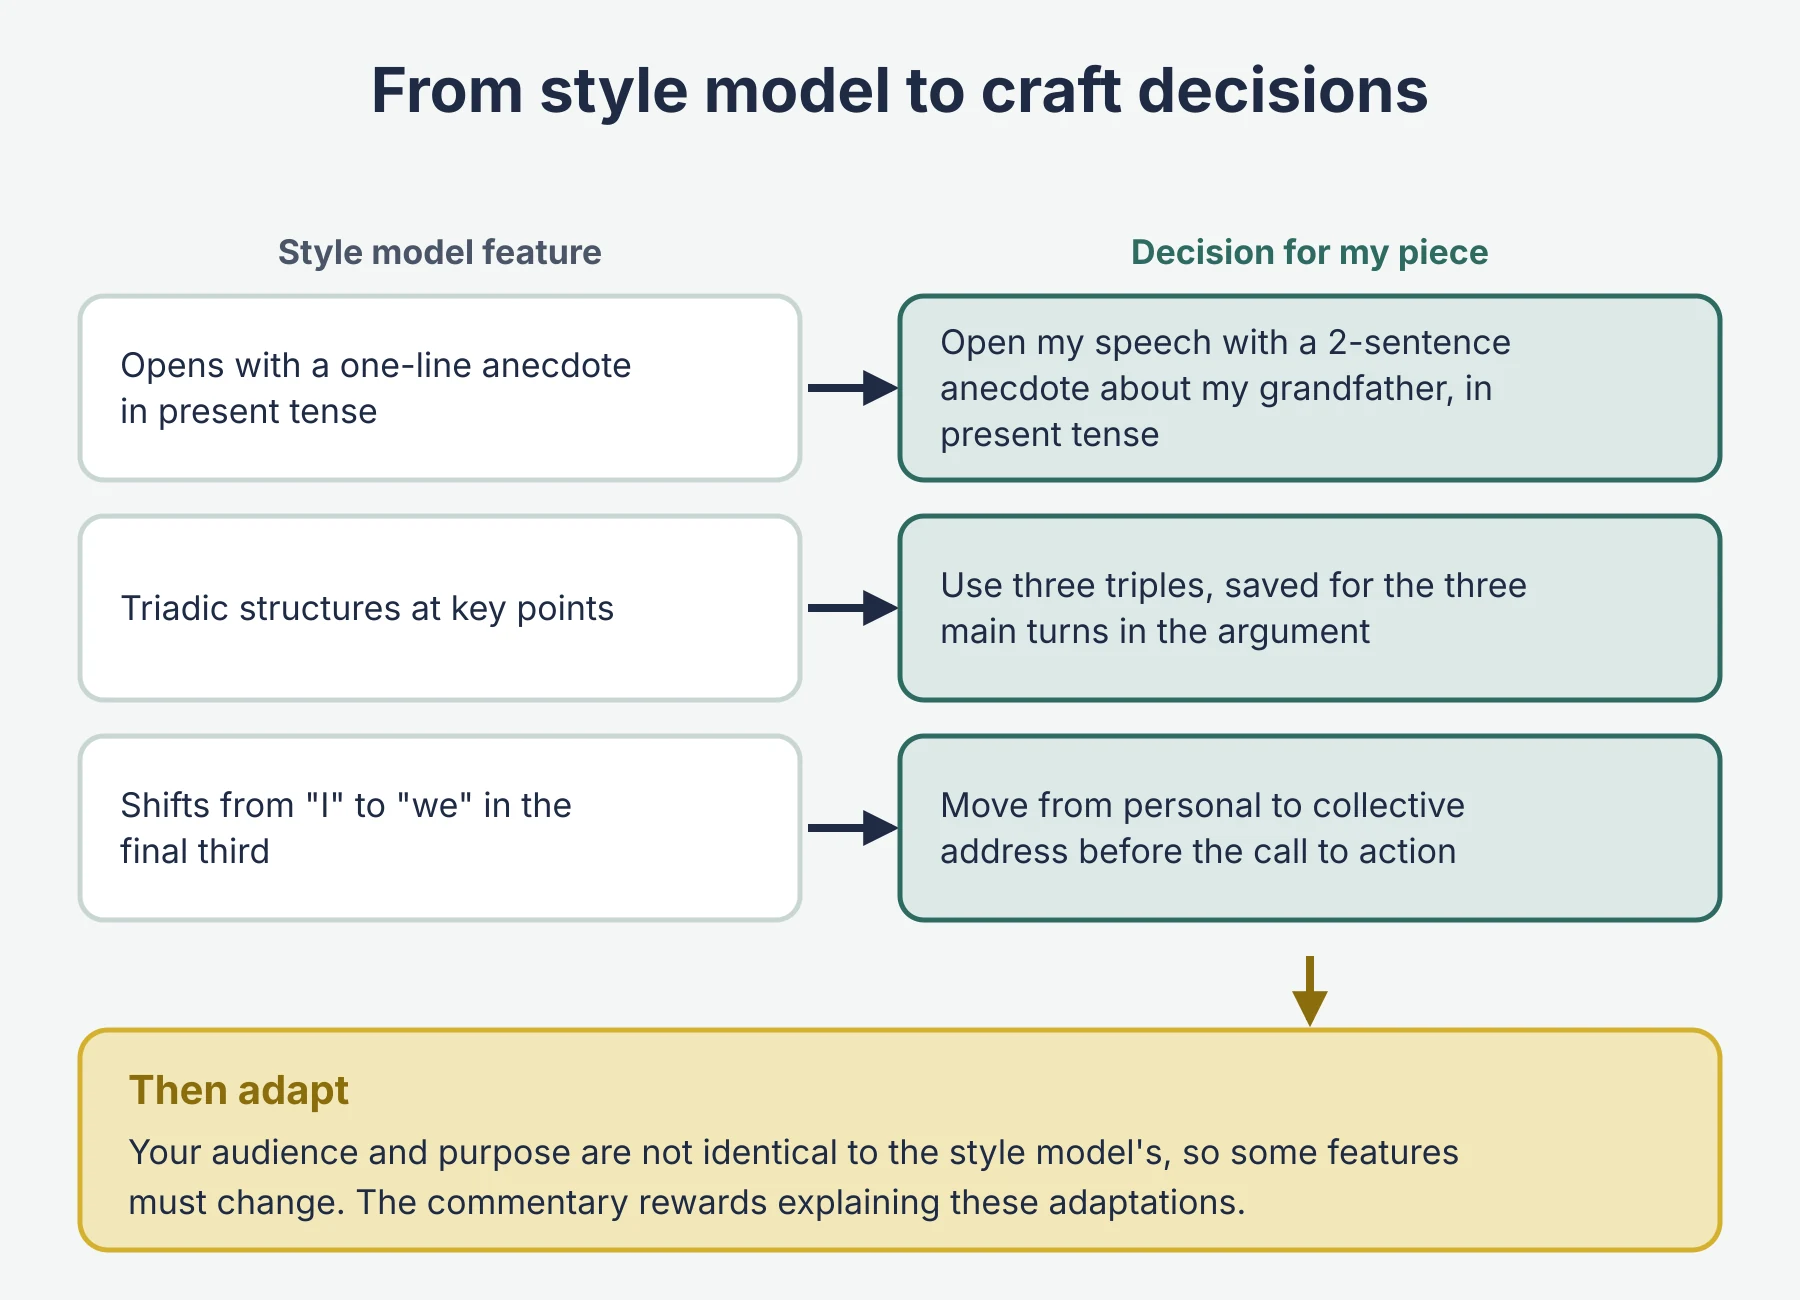 From style model to craft decisions
Style model feature
Decision for my piece
Opens with a one-line anecdote
in present tense
Open my speech with a 2-sentence
anecdote about my grandfather, in
present tense
Triadic structures at key points
Use three triples, saved for the three
main turns in the argument
Shifts from "I" to "we" in the
final third
Move from personal to collective
address before the call to action
Then adapt
Your audience and purpose are not identical to the style model's, so some features
must change. The commentary rewards explaining these adaptations.